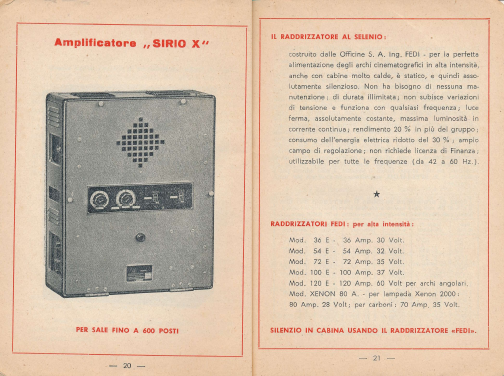 Amplificatore „SIRIO X"
PER SALE FINO A 600 POSTI
— 20 —
IL RADDRIZZATORE AL SELENIO:
costruito dalle Officine S. A. Ing. FEDI - per la perfetta
alimentazione degli archi cinematografici in alta intensità,
anche con cabine molto calde, è statico, e quindi asso-
lutamente silenzioso. Non ha bisogno di nessuna ma-
nutenzione; di durata illimitata; non subisce variazioni
di tensione e funziona con qualsiasi frequenza; luce
ferma, assolutamente costante, massima luminosità in
corrente continua; rendimento 20 % in più del gruppo;
consumo dell'energia elettrica ridotto del 30 %; ampio
campo di regolazione; non richiede licenza di Finanza;
utilizzabile per tutte le frequenze (da 42 a 60 Hz.).
★
RADDRIZZATORI FEDI: per alta intensità:
Mod. 36 E - 36 Amp. 30 Volt.
Mod. 54 E - 54 Amp. 32 Volt.
Mod. 72 E - 72 Amp. 35 Volt.
Mod. 100 E - 100 Amp. 37 Volt.
Mod. 120 E - 120 Amp. 60 Volt per archi angolari.
Mod. XENON 80 A. - per lampada Xenon 2000:
80 Amp. 28 Volt; per carboni: 70 Amp. 35 Volt.
SILENZIO IN CABINA USANDO IL RADDRIZZATORE «FEDI».
— 21 —